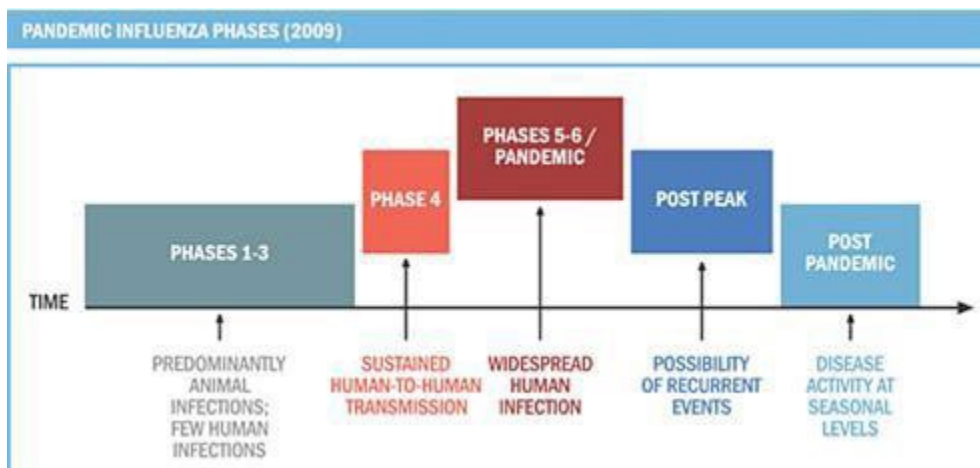 PANDEMIC INFLUENZA PHASES (2009)
PHASES 1-3
PHASE 4
PHASES 5-6 /
PANDEMIC
POST PEAK
POST
PANDEMIC
TIME
PREDOMINANTLY
ANIMAL
INFECTIONS;
FEW HUMAN
INFECTIONS
SUSTAINED
HUMAN-TO-HUMAN
TRANSMISSION
WIDESPREAD
HUMAN
INFECTION
POSSIBILITY
OF RECURRENT
EVENTS
DISEASE
ACTIVITY AT
SEASONAL
LEVELS